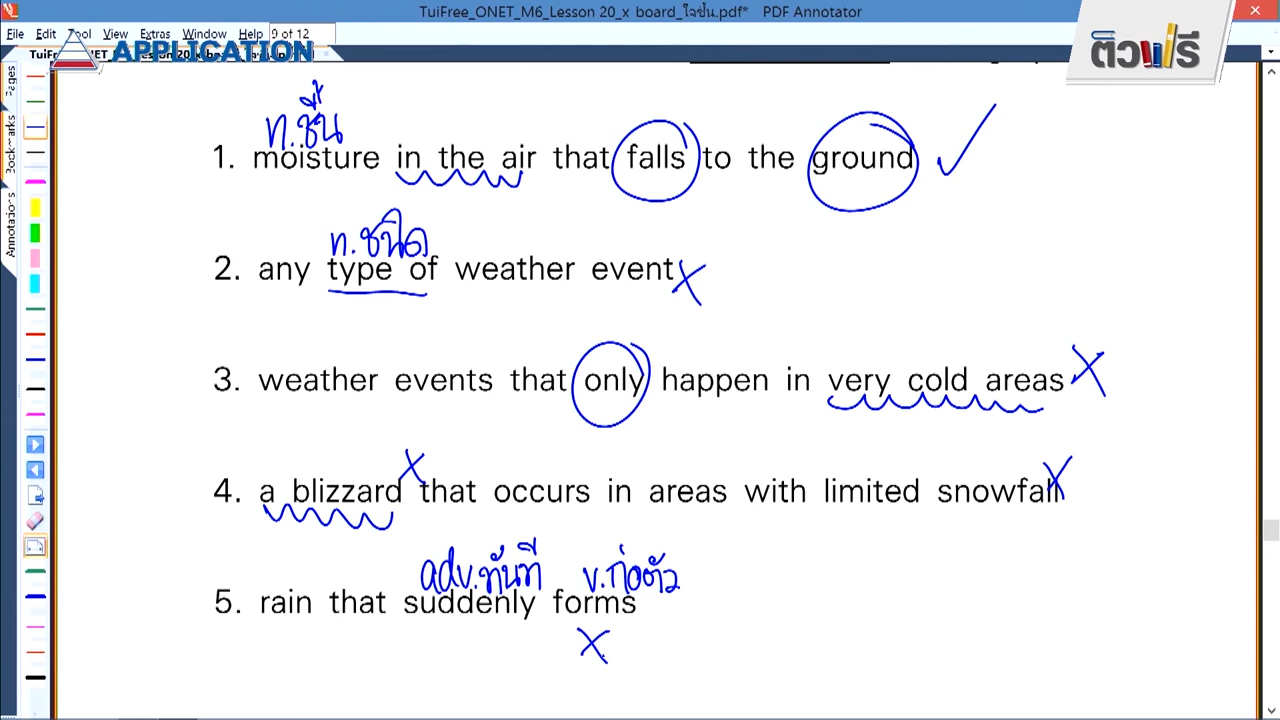 TuiFree_ONET_M6_Lesson 20_x board_ใจชื้น.pdf* PDF Annotator
File Edit Tool View Extras Window Help 9 of 12
APPLICATION
ติวฟรี
Pages
Bookmarks
Annotations
n.ชื้น
1. moisture in the air that falls to the ground
n.ชนิด
2. any type of weather event
3. weather events that only happen in very cold areas
4. a blizzard that occurs in areas with limited snowfall
adv.ทันที v.ก่อตัว
5. rain that suddenly forms